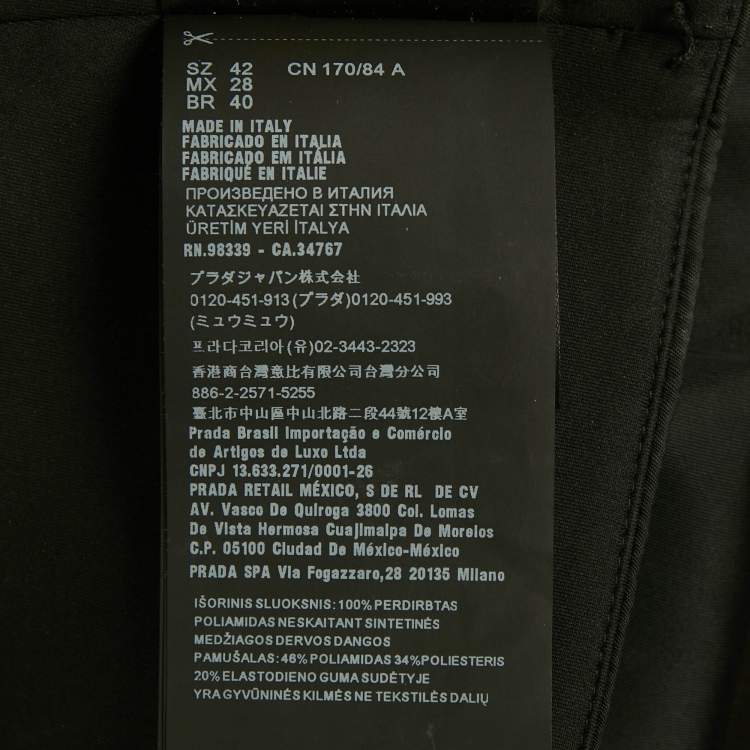 SZ 42 CN 170/84 A
MX 28
BR 40
MADE IN ITALY
FABRICADO EN ITALIA
FABRICADO EM ITÁLIA
FABRIQUÉ EN ITALIE
ПРОИЗВЕДЕНО В ИТАЛИЯ
ΚΑΤΑΣΚΕΥΑΖΕΤΑΙ ΣΤΗΝ ΙΤΑΛΙΑ
ÜRETİM YERİ İTALYA
RN.98339 - CA.34767
プラダジャパン株式会社
0120-451-913(プラダ)0120-451-993
(ミュウミュウ)
프라다코리아(유)02-3443-2323
香港商台灣意比有限公司台灣分公司
886-2-2571-5255
臺北市中山區中山北路二段44號12樓A室
Prada Brasil Importação e Comércio
de Artigos de Luxo Ltda
CNPJ 13.633.271/0001-26
PRADA RETAIL MÉXICO, S DE RL DE CV
AV. Vasco De Quiroga 3800 Col. Lomas
De Vista Hermosa Cuajimalpa De Morelos
C.P. 05100 Ciudad De México-México
PRADA SPA Via Fogazzaro,28 20135 Milano
IŠORINIS SLUOKSNIS: 100% PERDIRBTAS
POLIAMIDAS NESKAITANT SINTETINĖS
MEDŽIAGOS DERVOS DANGOS
PAMUŠALAS: 46% POLIAMIDAS 34%POLIESTERIS
20% ELASTODIENO GUMA SUDĖTYJE
YRA GYVŪNINĖS KILMĖS NE TEKSTILĖS DALIŲ